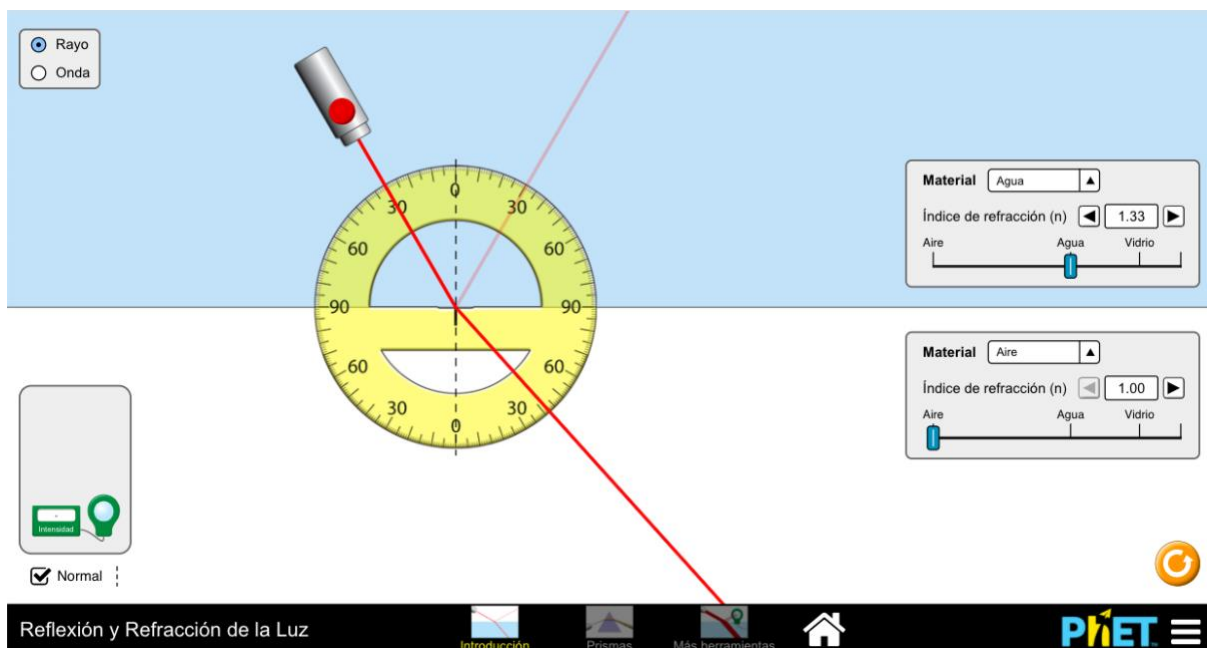 Rayo
Onda
0
30 30
60 60
90 90
60 60
30 30
0
Material Agua
Índice de refracción (n) 1.33
Aire Agua Vidrio
Material Aire
Índice de refracción (n) 1.00
Aire Agua Vidrio
Intensidad
Normal
Reflexión y Refracción de la Luz
Introducción
Prismas
Más herramientas
PhET